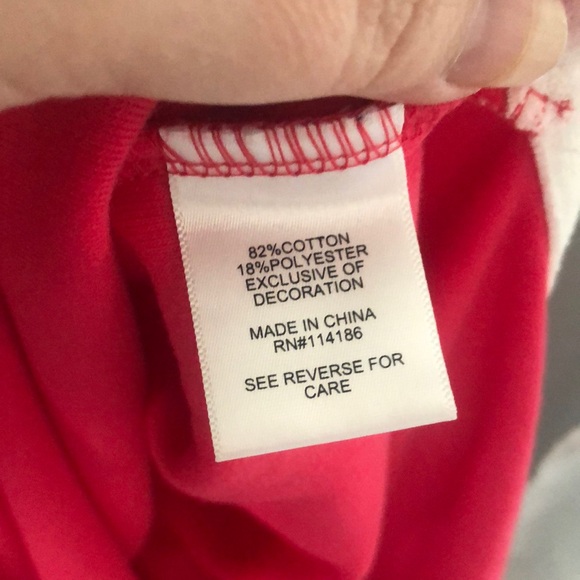 82%COTTON
18%POLYESTER
EXCLUSIVE OF
DECORATION
MADE IN CHINA
RN#114186
SEE REVERSE FOR
CARE